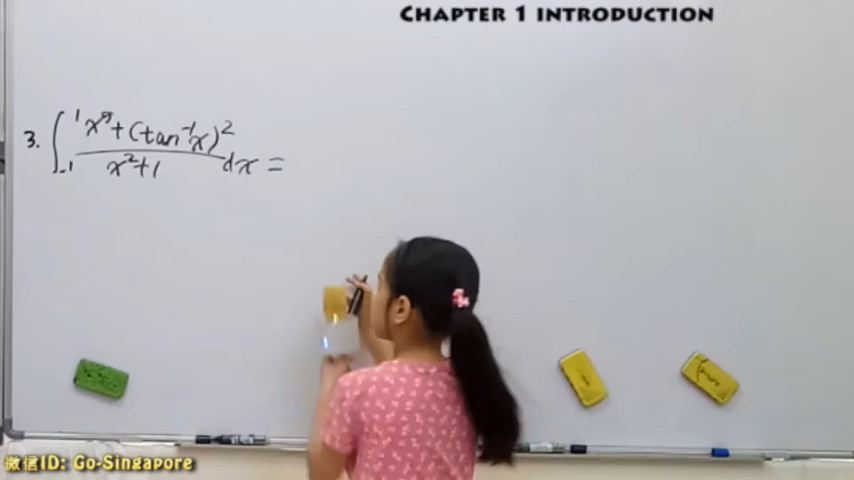 CHAPTER 1 INTRODUCTION
3. ∫₋₁¹ (x⁹ + (tan⁻¹x)²)/(x²+1) dx =
微信ID: Go-Singapore